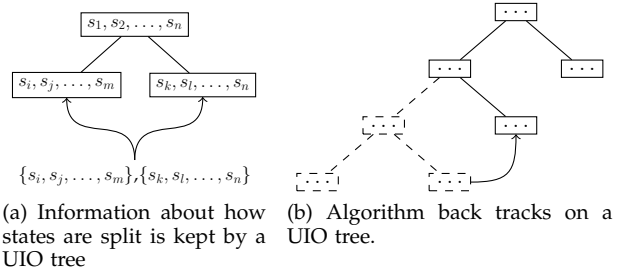 s₁, s₂, . . . , sₙ
sᵢ, sⱼ, . . . , sₘ
sₖ, sₗ, . . . , sₙ
{sᵢ, sⱼ, . . . , sₘ},{sₖ, sₗ, . . . , sₙ}
(a) Information about how
states are split is kept by a
UIO tree
. . .
. . .
. . .
. . .
. . .
. . .
. . .
(b) Algorithm back tracks on a
UIO tree.